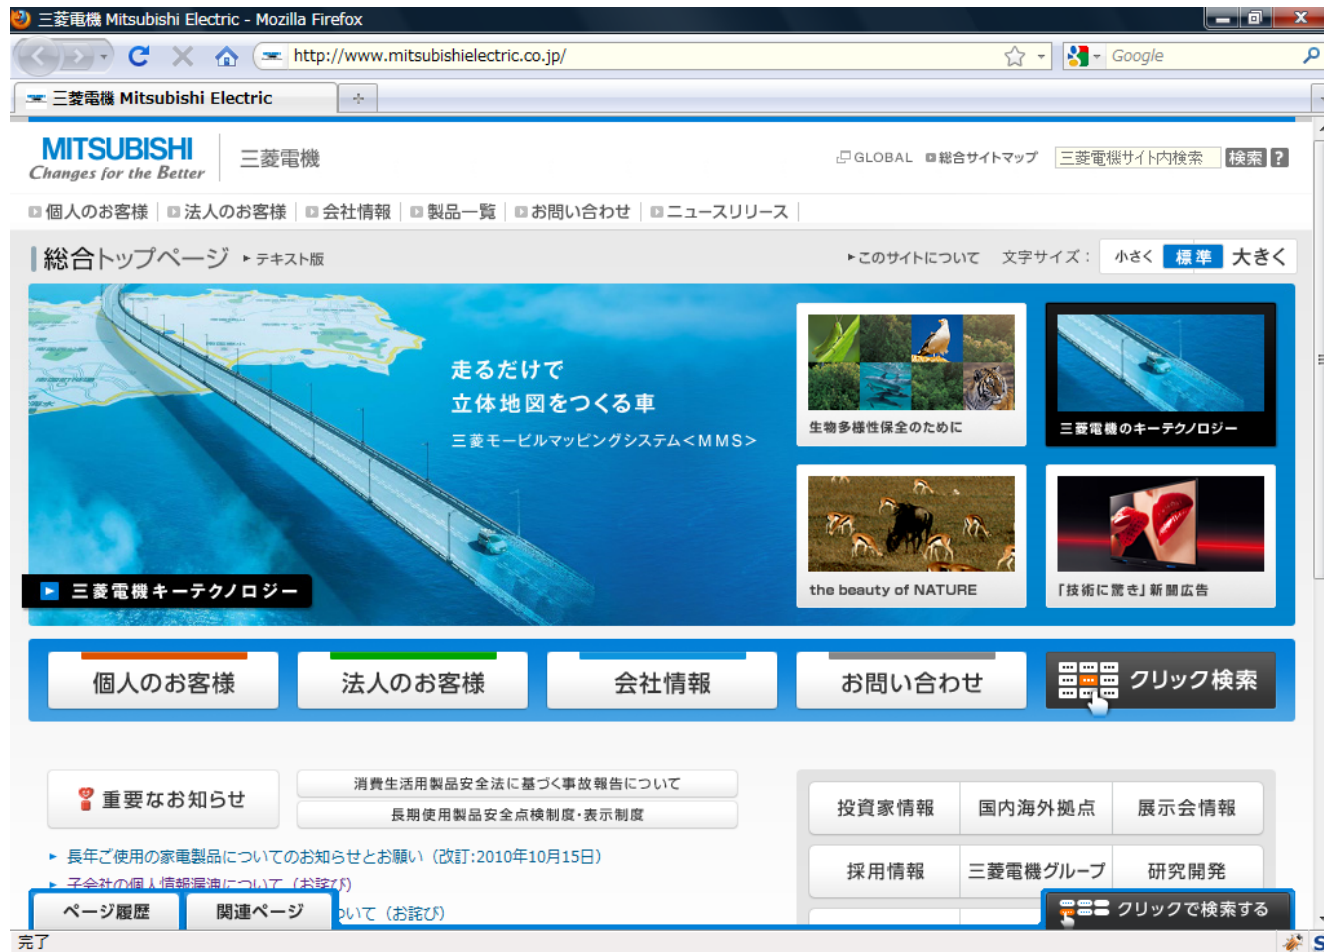 三菱電機 Mitsubishi Electric - Mozilla Firefox
http://www.mitsubishielectric.co.jp/
Google
三菱電機 Mitsubishi Electric
MITSUBISHI
Changes for the Better
三菱電機
GLOBAL 総合サイトマップ 三菱電機サイト内検索 検索 ?
個人のお客様 法人のお客様 会社情報 製品一覧 お問い合わせ ニュースリリース
総合トップページ テキスト版 このサイトについて 文字サイズ： 小さく 標準 大きく
走るだけで
立体地図をつくる車
三菱モービルマッピングシステム＜MMS＞
三菱電機キーテクノロジー
生物多様性保全のために
三菱電機のキーテクノロジー
the beauty of NATURE
「技術に驚き」新聞広告
個人のお客様 法人のお客様 会社情報 お問い合わせ クリック検索
重要なお知らせ
消費生活用製品安全法に基づく事故報告について
長期使用製品安全点検制度・表示制度
長年ご使用の家電製品についてのお知らせとお願い（改訂:2010年10月15日）
子会社の個人情報漏洩について（お詫び）
ついて（お詫び）
投資家情報 国内海外拠点 展示会情報
採用情報 三菱電機グループ 研究開発
ページ履歴 関連ページ クリックで検索する
完了